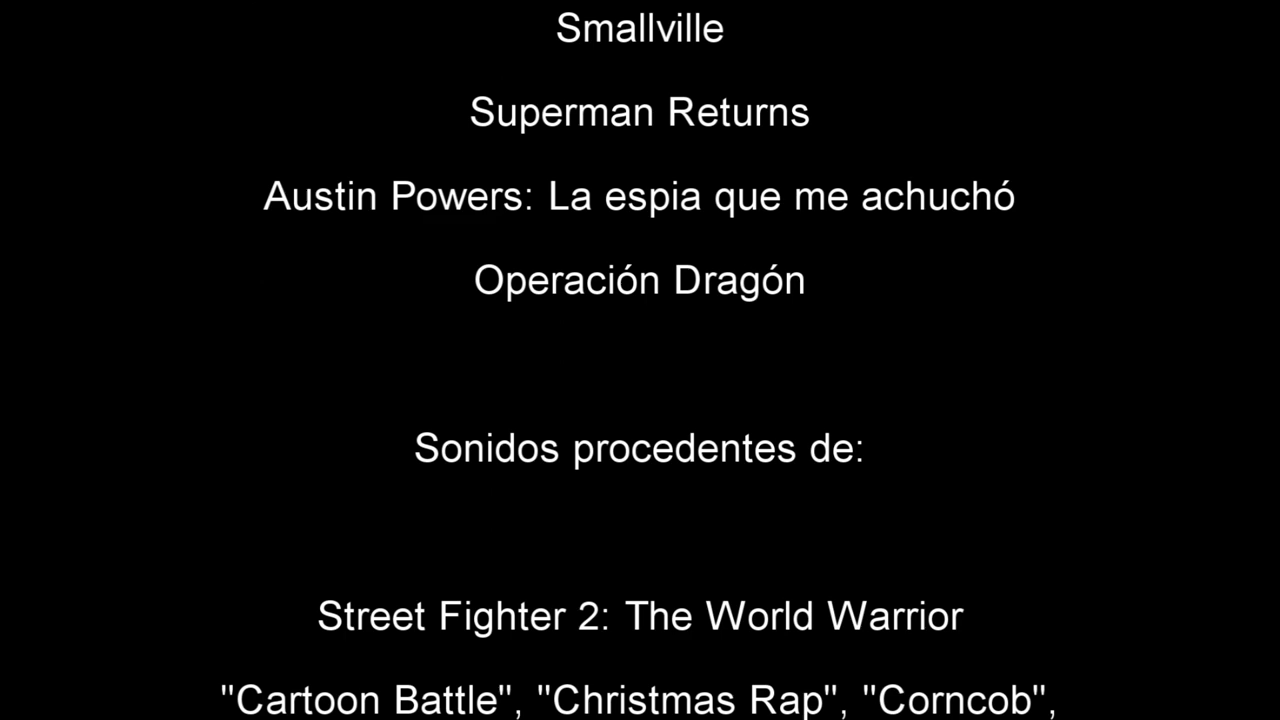 Smallville
Superman Returns
Austin Powers: La espia que me achuchó
Operación Dragón
Sonidos procedentes de:
Street Fighter 2: The World Warrior
"Cartoon Battle", "Christmas Rap", "Corncob",